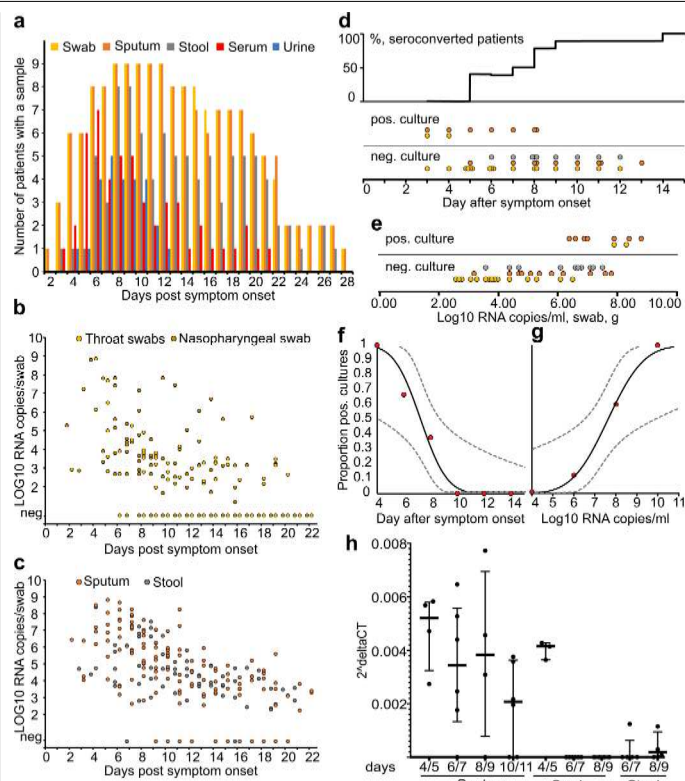 a
Swab Sputum Stool Serum Urine
Number of patients with a sample
9
8
7
6
5
4
3
2
1
0
2 4 6 8 10 12 14 16 18 20 22 24 26 28
Days post symptom onset
b
Throat swabs Nasopharyngeal swab
LOG10 RNA copies/swab
10
9
8
7
6
5
4
3
2
neg
0 2 4 6 8 10 12 14 16 18 20 22
Days post symptom onset
c
Sputum Stool
LOG10 RNA copies/swab
10
9
8
7
6
5
4
3
2
neg
0 2 4 6 8 10 12 14 16 18 20 22
Days post symptom onset
d
%, seroconverted patients
100
50
0
pos. culture
neg. culture
0 2 4 6 8 10 12 14
Day after symptom onset
e
pos. culture
neg. culture
0.00 2.00 4.00 6.00 8.00 10.00
Log10 RNA copies/ml, swab, g
f
Proportion pos. cultures
1
0.9
0.8
0.7
0.6
0.5
0.4
0.3
0.2
0.1
0
4 6 8 10 12 14
Day after symptom onset
g
4 6 8 10 11
Log10 RNA copies/ml
h
2^deltaCT
0.008
0.006
0.004
0.002
days 4/5 6/7 8/9 10/11 4/5 6/7 8/9 6/7 8/9